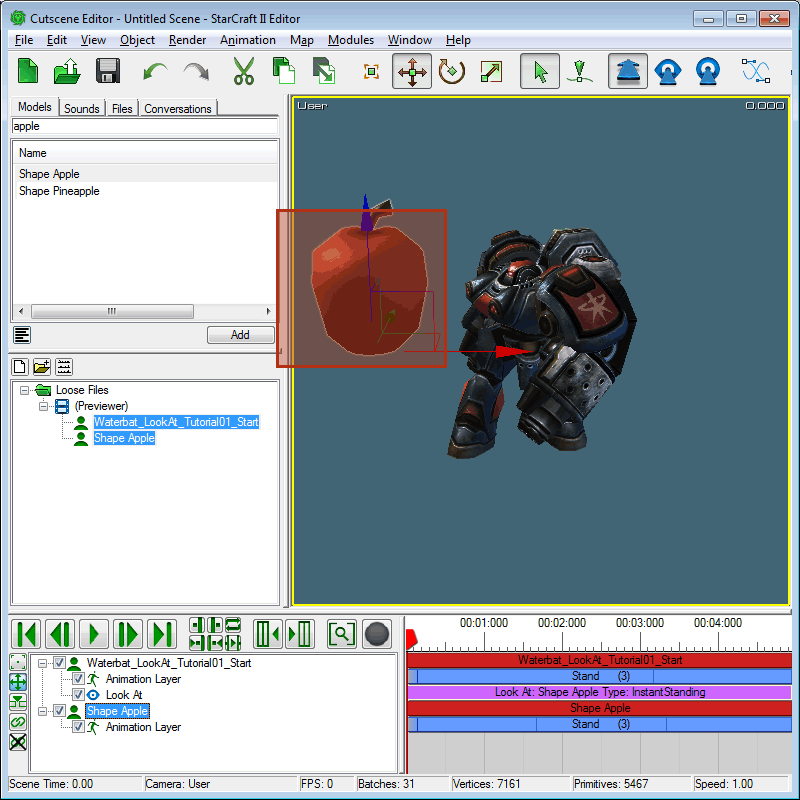 Cutscene Editor - Untitled Scene - StarCraft II Editor
File Edit View Object Render Animation Map Modules Window Help
Models Sounds Files Conversations
apple
Name
Shape Apple
Shape Pineapple
Add
User
0.000
Loose Files
(Previewer)
Waterbat_LookAt_Tutorial01_Start
Shape Apple
00:01:000 00:02:000 00:03:000 00:04:000
Waterbat_LookAt_Tutorial01_Start
Animation Layer
Look At
Shape Apple
Animation Layer
Waterbat_LookAt_Tutorial01_Start
Stand (3)
Look At: Shape Apple Type: InstantStanding
Shape Apple
Stand (3)
Scene Time: 0.00 Camera: User FPS: 0 Batches: 31 Vertices: 7161 Primitives: 5467 Speed: 1.00